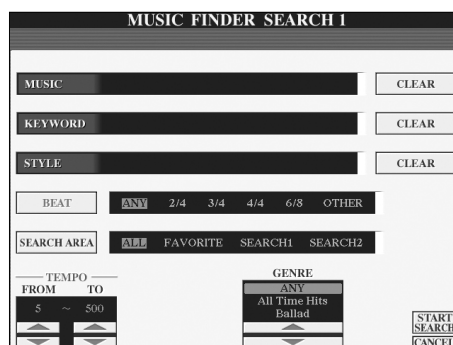 MUSIC FINDER SEARCH 1
MUSIC CLEAR
KEYWORD CLEAR
STYLE CLEAR
BEAT ANY 2/4 3/4 4/4 6/8 OTHER
SEARCH AREA ALL FAVORITE SEARCH1 SEARCH2
TEMPO
FROM TO
5 ~ 500
GENRE
ANY
All Time Hits
Ballad
START
SEARCH
CANCEL